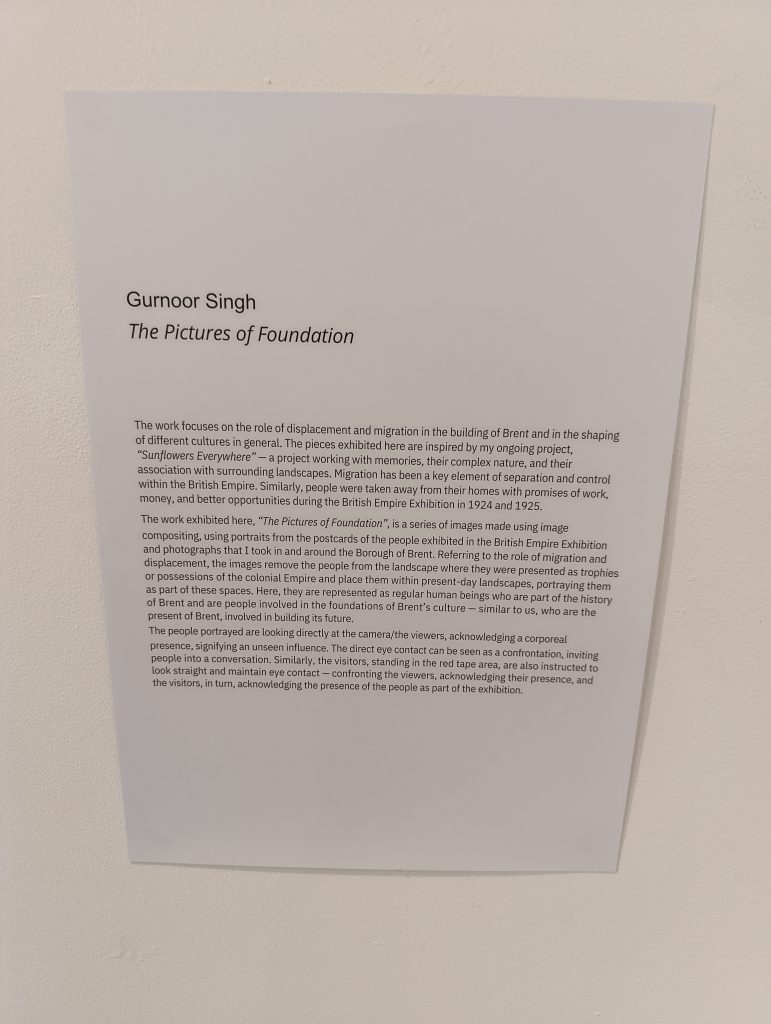 Gurnoor Singh
The Pictures of Foundation
The work focuses on the role of displacement and migration in the building of Brent and in the shaping
of different cultures in general. The pieces exhibited here are inspired by my ongoing project,
“Sunflowers Everywhere” — a project working with memories, their complex nature, and their
association with surrounding landscapes. Migration has been a key element of separation and control
within the British Empire. Similarly, people were taken away from their homes with promises of work,
money, and better opportunities during the British Empire Exhibition in 1924 and 1925.
The work exhibited here, “The Pictures of Foundation”, is a series of images made using image
compositing, using portraits from the postcards of the people exhibited in the British Empire Exhibition
and photographs that I took in and around the Borough of Brent. Referring to the role of migration and
displacement, the images remove the people from the landscape where they were presented as trophies
or possessions of the colonial Empire and place them within present-day landscapes, portraying them
as part of these spaces. Here, they are represented as regular human beings who are part of the history
of Brent and are people involved in the foundations of Brent’s culture — similar to us, who are the
present of Brent, involved in building its future.
The people portrayed are looking directly at the camera/the viewers, acknowledging a corporeal
presence, signifying an unseen influence. The direct eye contact can be seen as a confrontation, inviting
people into a conversation. Similarly, the visitors, standing in the red tape area, are also instructed to
look straight and maintain eye contact — confronting the viewers, acknowledging their presence, and
the visitors, in turn, acknowledging the presence of the people as part of the exhibition.